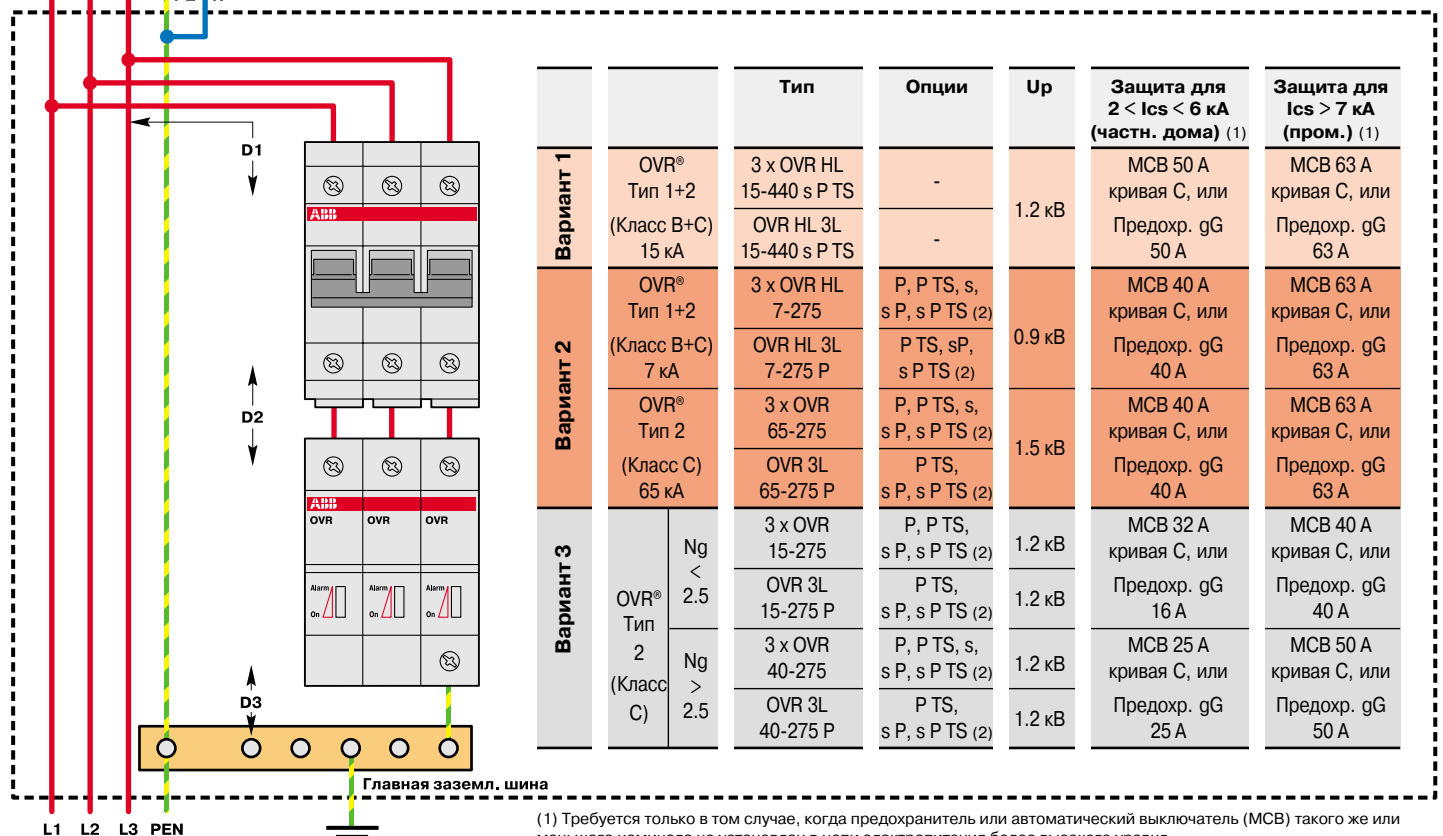 D1
ABB
D2
ABB
OVR OVR OVR
Alarm Alarm Alarm
On On On
D3
Главная заземл. шина
L1 L2 L3 PEN
Тип Опции Up Защита для 2 < Ics < 6 кА (частн. дома) (1) Защита для Ics > 7 кА (пром.) (1)
Вариант 1
OVR® 3 x OVR HL MCB 50 A MCB 63 A
Тип 1+2 15-440 s P TS - кривая C, или кривая C, или
1.2 кВ
(Класс B+C) OVR HL 3L Предохр. gG Предохр. gG
15 кА 15-440 s P TS - 50 A 63 A
Вариант 2
OVR® 3 x OVR HL P, P TS, s, MCB 40 A MCB 63 A
Тип 1+2 7-275 s P, s P TS (2) кривая C, или кривая C, или
0.9 кВ
(Класс B+C) OVR HL 3L P TS, sP, Предохр. gG Предохр. gG
7 кА 7-275 P s P TS (2) 40 A 63 A
OVR® 3 x OVR P, P TS, s, MCB 40 A MCB 63 A
Тип 2 65-275 s P, s P TS (2) кривая C, или кривая C, или
1.5 кВ
(Класс C) OVR 3L P TS, Предохр. gG Предохр. gG
65 кА 65-275 P s P, s P TS (2) 40 A 63 A
Вариант 3
OVR®
Тип
2
(Класс
C)
Ng
<
2.5
3 x OVR P, P TS, MCB 32 A MCB 40 A
15-275 s P, s P TS (2) 1.2 кВ кривая C, или кривая C, или
OVR 3L P TS, Предохр. gG Предохр. gG
15-275 P s P, s P TS (2) 1.2 кВ 16 A 40 A
Ng
>
2.5
3 x OVR P, P TS, s, MCB 25 A MCB 50 A
40-275 s P, s P TS (2) 1.2 кВ кривая C, или кривая C, или
OVR 3L P TS, Предохр. gG Предохр. gG
40-275 P s P, s P TS (2) 1.2 кВ 25 A 50 A
(1) Требуется только в том случае, когда предохранитель или автоматический выключатель (MCB) такого же или